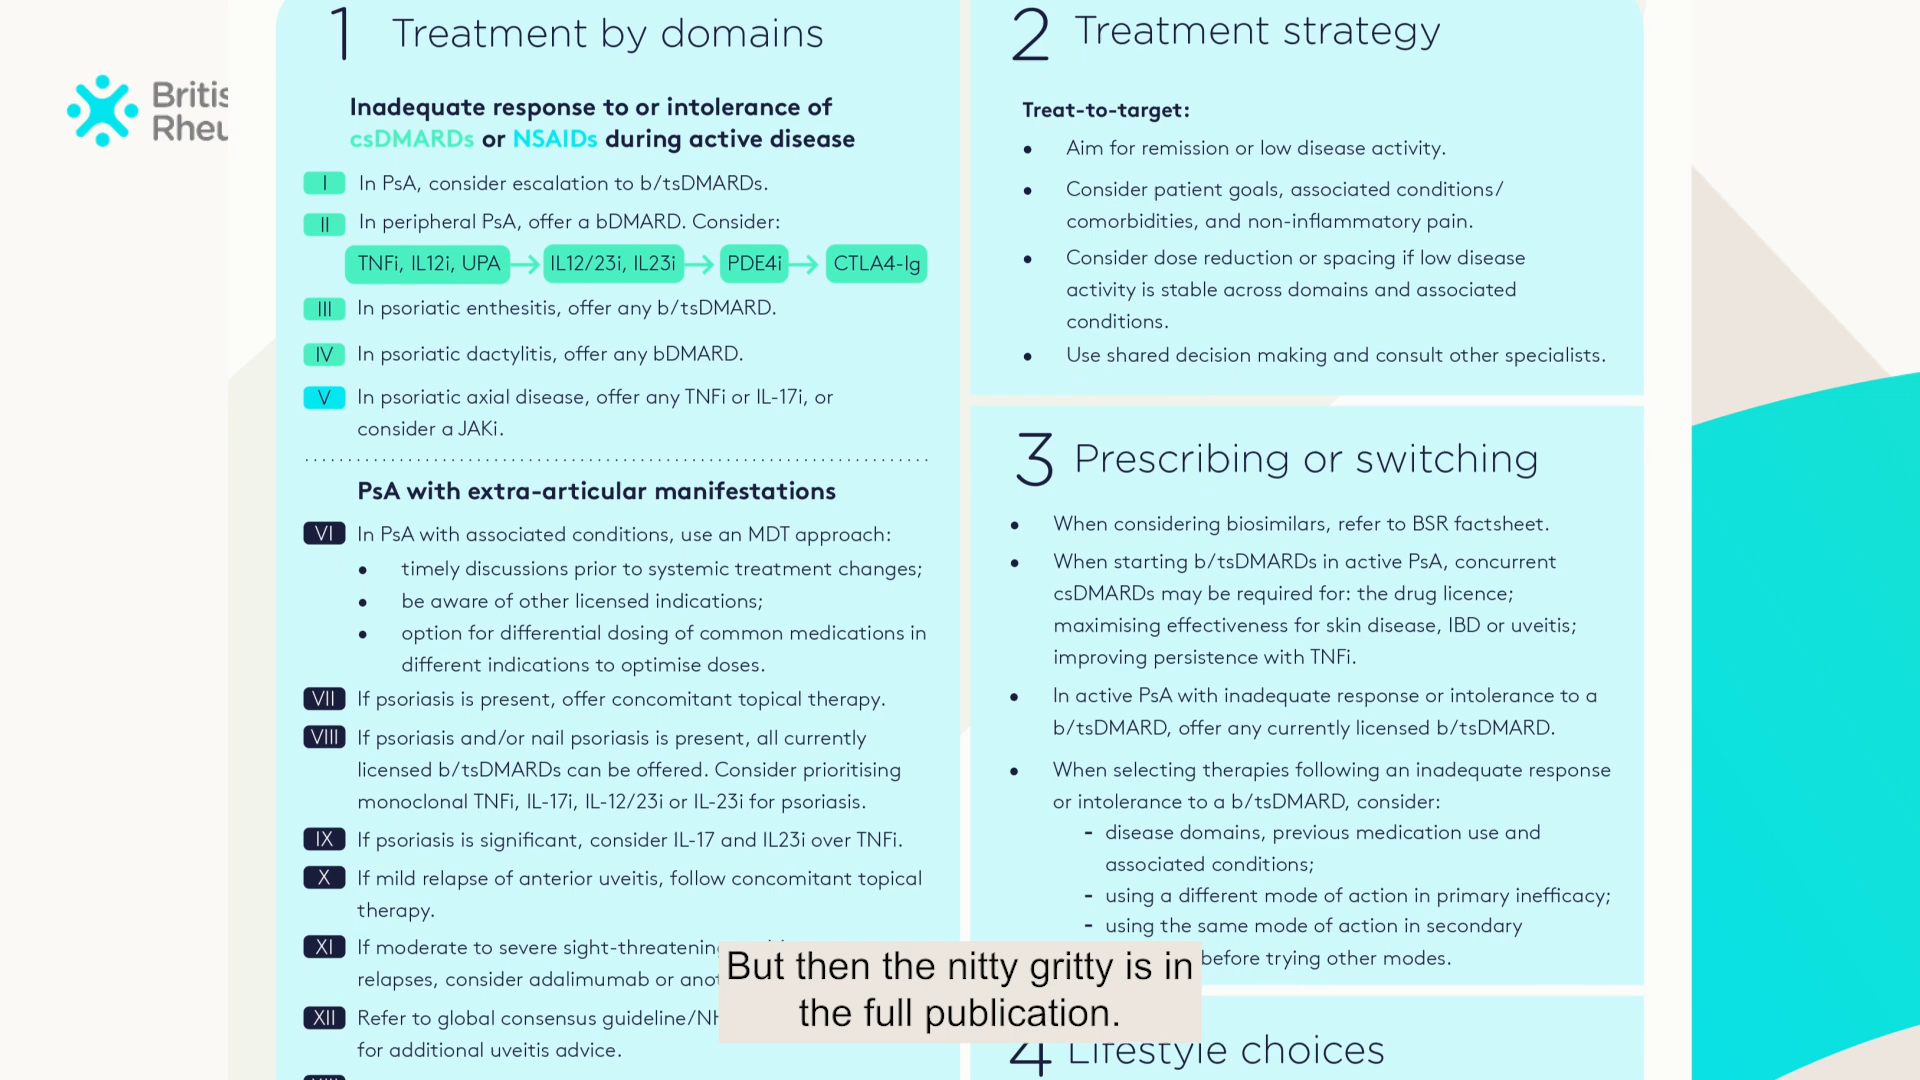 Britis
Rheu
1 Treatment by domains
Inadequate response to or intolerance of
csDMARDs or NSAIDs during active disease
I In PsA, consider escalation to b/tsDMARDs.
II In peripheral PsA, offer a bDMARD. Consider:
TNFi, IL12i, UPA → IL12/23i, IL23i → PDE4i → CTLA4-Ig
III In psoriatic enthesitis, offer any b/tsDMARD.
IV In psoriatic dactylitis, offer any bDMARD.
V In psoriatic axial disease, offer any TNFi or IL-17i, or
consider a JAKi.
PsA with extra-articular manifestations
VI In PsA with associated conditions, use an MDT approach:
• timely discussions prior to systemic treatment changes;
• be aware of other licensed indications;
• option for differential dosing of common medications in
different indications to optimise doses.
VII If psoriasis is present, offer concomitant topical therapy.
VIII If psoriasis and/or nail psoriasis is present, all currently
licensed b/tsDMARDs can be offered. Consider prioritising
monoclonal TNFi, IL-17i, IL-12/23i or IL-23i for psoriasis.
IX If psoriasis is significant, consider IL-17 and IL23i over TNFi.
X If mild relapse of anterior uveitis, follow concomitant topical
therapy.
XI If moderate to severe sight-threatenin
relapses, consider adalimumab or ano
XII Refer to global consensus guideline/NH
for additional uveitis advice.
2 Treatment strategy
Treat-to-target:
• Aim for remission or low disease activity.
• Consider patient goals, associated conditions/
comorbidities, and non-inflammatory pain.
• Consider dose reduction or spacing if low disease
activity is stable across domains and associated
conditions.
• Use shared decision making and consult other specialists.
3 Prescribing or switching
• When considering biosimilars, refer to BSR factsheet.
• When starting b/tsDMARDs in active PsA, concurrent
csDMARDs may be required for: the drug licence;
maximising effectiveness for skin disease, IBD or uveitis;
improving persistence with TNFi.
• In active PsA with inadequate response or intolerance to a
b/tsDMARD, offer any currently licensed b/tsDMARD.
• When selecting therapies following an inadequate response
or intolerance to a b/tsDMARD, consider:
- disease domains, previous medication use and
associated conditions;
- using a different mode of action in primary inefficacy;
- using the same mode of action in secondary
before trying other modes.
4 Lifestyle choices
But then the nitty gritty is in
the full publication.